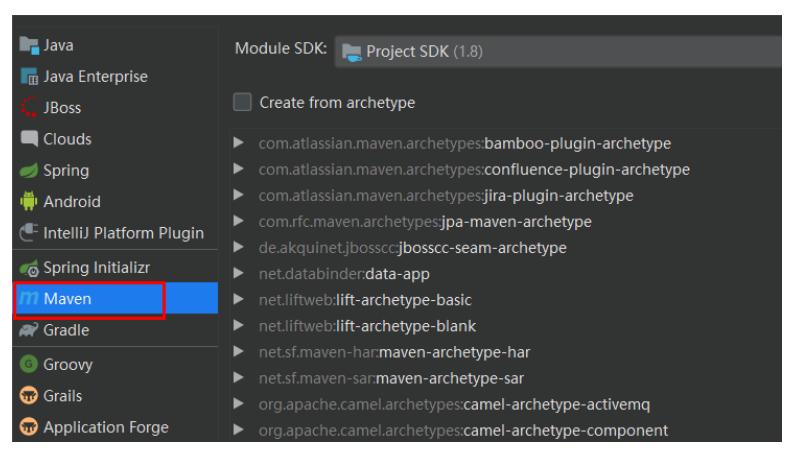 Java
Java Enterprise
JBoss
Clouds
Spring
Android
IntelliJ Platform Plugin
Spring Initializr
Maven
Gradle
Groovy
Grails
Application Forge
Module SDK: Project SDK (1.8)
Create from archetype
com.atlassian.maven.archetypes:bamboo-plugin-archetype
com.atlassian.maven.archetypes:confluence-plugin-archetype
com.atlassian.maven.archetypes:jira-plugin-archetype
com.rfc.maven.archetypes:jpa-maven-archetype
de.akquinet.jbosscc:jbosscc-seam-archetype
net.databinder:data-app
net.liftweb:lift-archetype-basic
net.liftweb:lift-archetype-blank
net.sf.maven-har:maven-archetype-har
net.sf.maven-sar:maven-archetype-sar
org.apache.camel.archetypes:camel-archetype-activemq
org.apache.camel.archetypes:camel-archetype-component